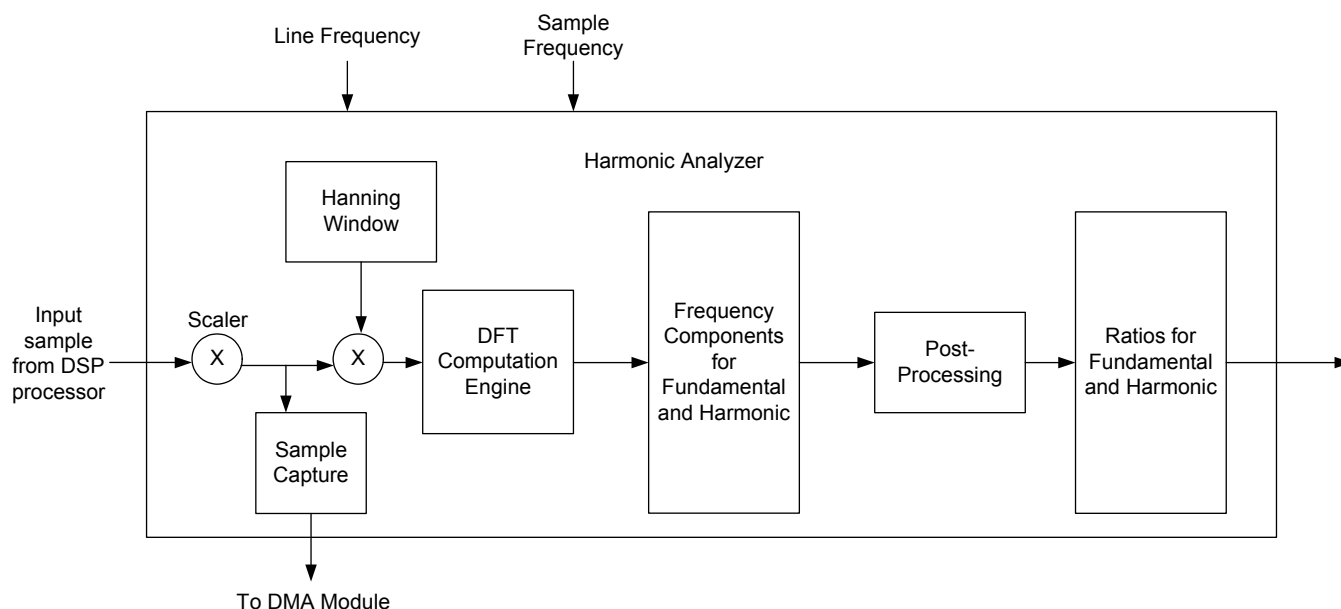 Line Frequency
Sample
Frequency
Harmonic Analyzer
Hanning
Window
Input
sample
from DSP
processor
Scaler
X
X
DFT
Computation
Engine
Frequency
Components
for
Fundamental
and Harmonic
Post-
Processing
Ratios for
Fundamental
and Harmonic
Sample
Capture
To DMA Module